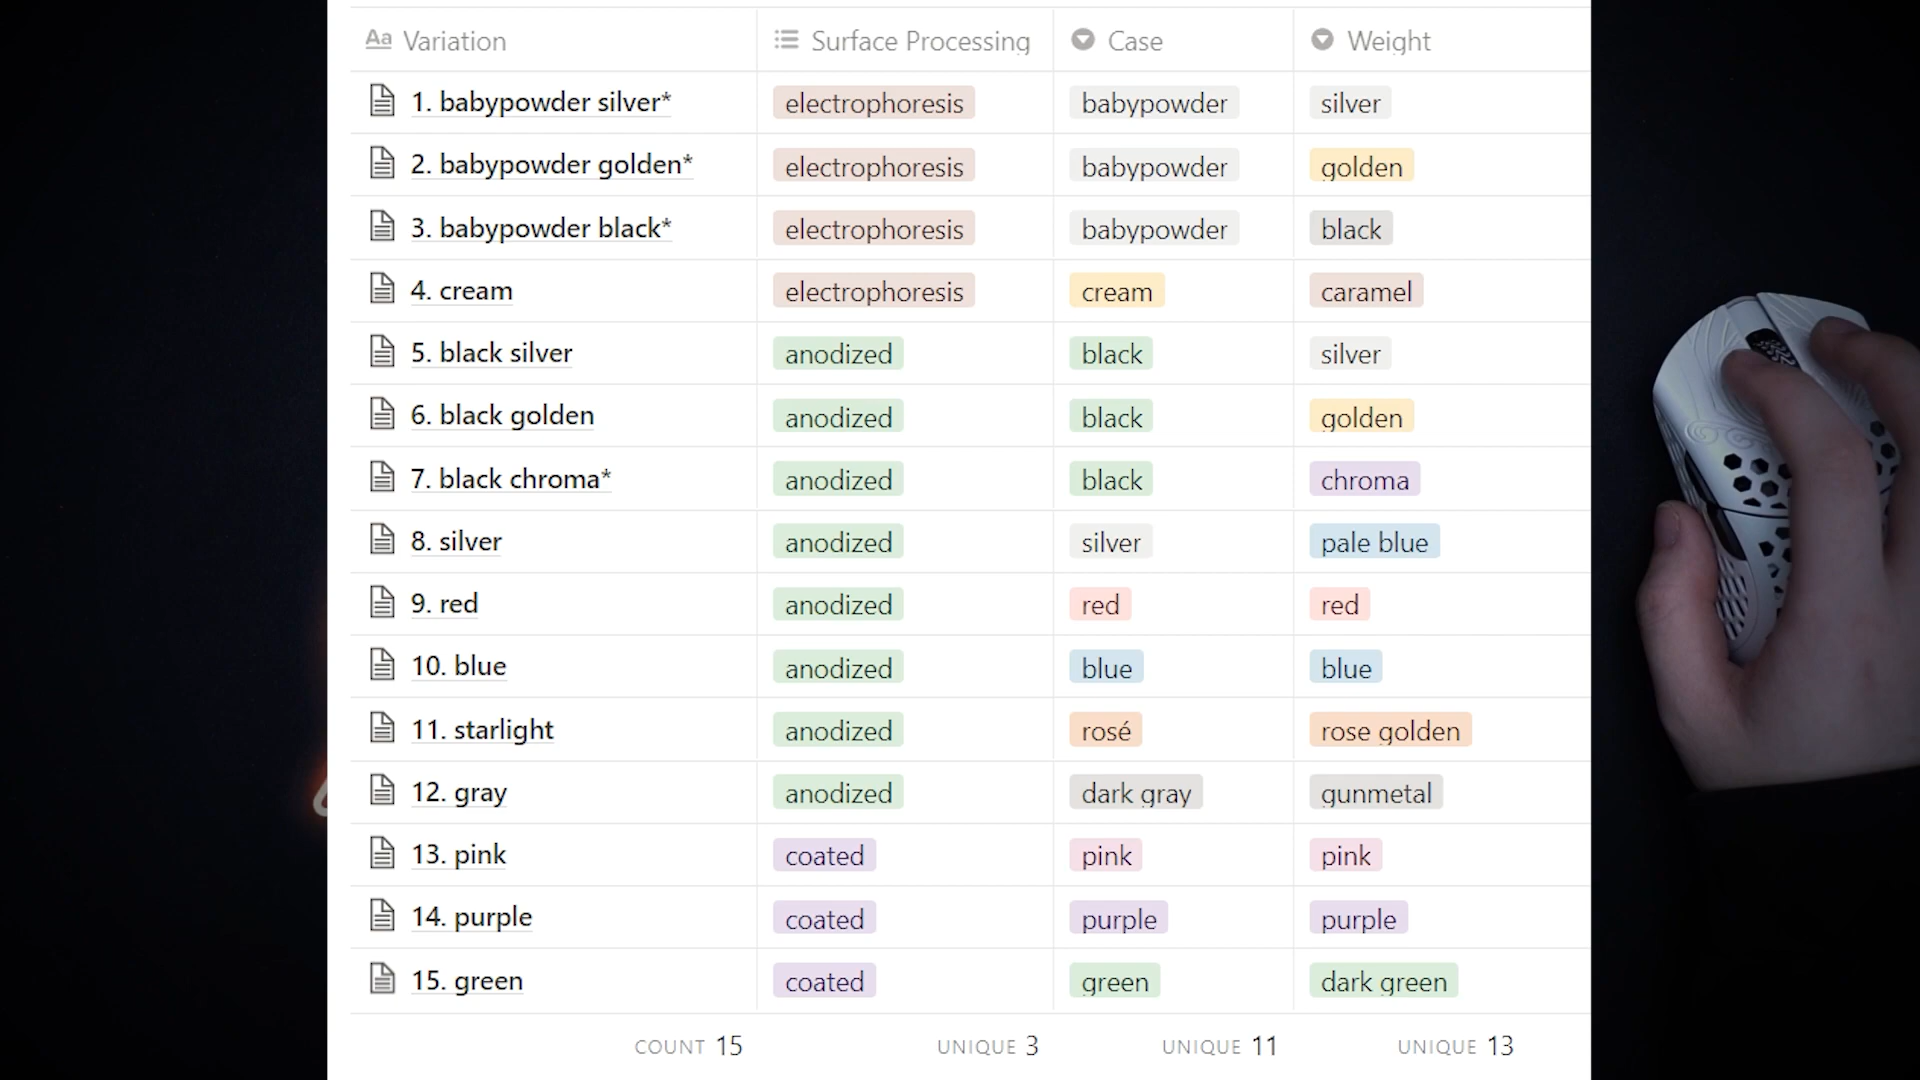 Aa Variation Surface Processing Case Weight
1. babypowder silver* electrophoresis babypowder silver
2. babypowder golden* electrophoresis babypowder golden
3. babypowder black* electrophoresis babypowder black
4. cream electrophoresis cream caramel
5. black silver anodized black silver
6. black golden anodized black golden
7. black chroma* anodized black chroma
8. silver anodized silver pale blue
9. red anodized red red
10. blue anodized blue blue
11. starlight anodized rosé rose golden
12. gray anodized dark gray gunmetal
13. pink coated pink pink
14. purple coated purple purple
15. green coated green dark green
COUNT 15 UNIQUE 3 UNIQUE 11 UNIQUE 13